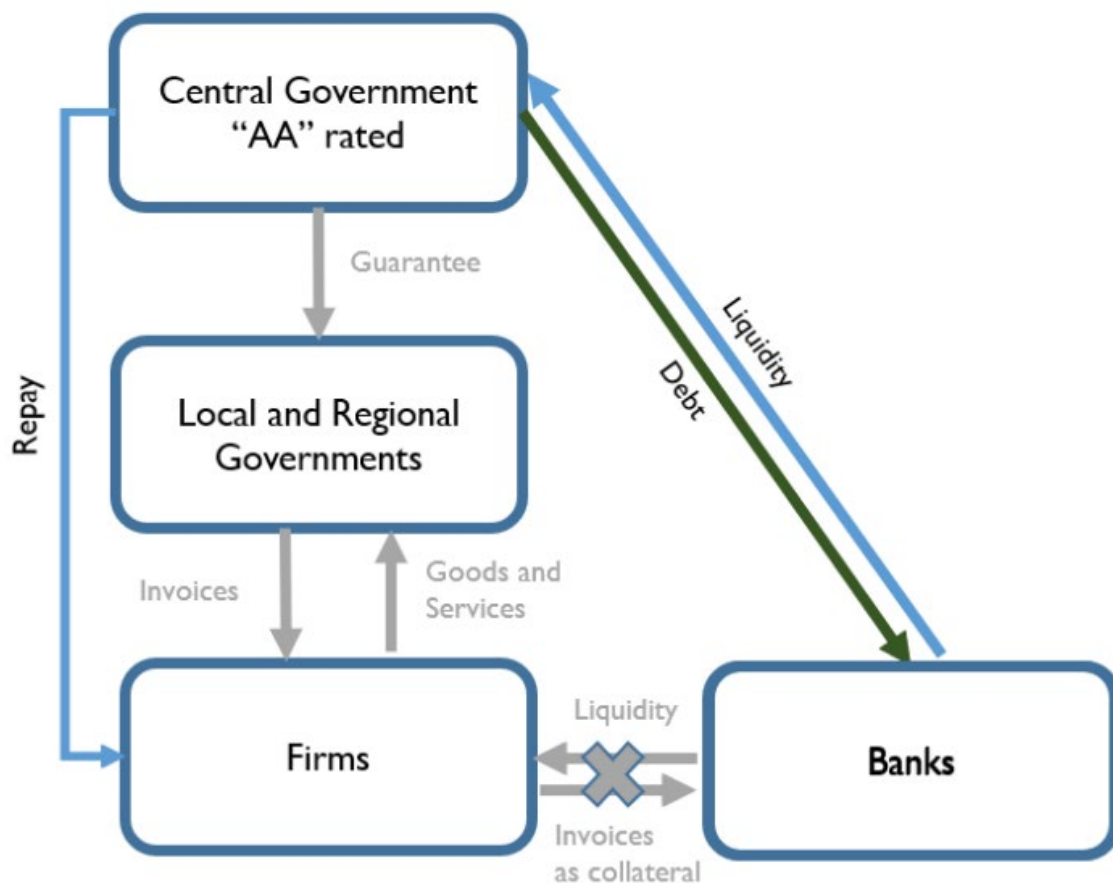 Central Government
“AA” rated
Guarantee
Liquidity
Debt
Repay
Local and Regional
Governments
Invoices
Goods and
Services
Firms
Liquidity
Invoices
as collateral
Banks